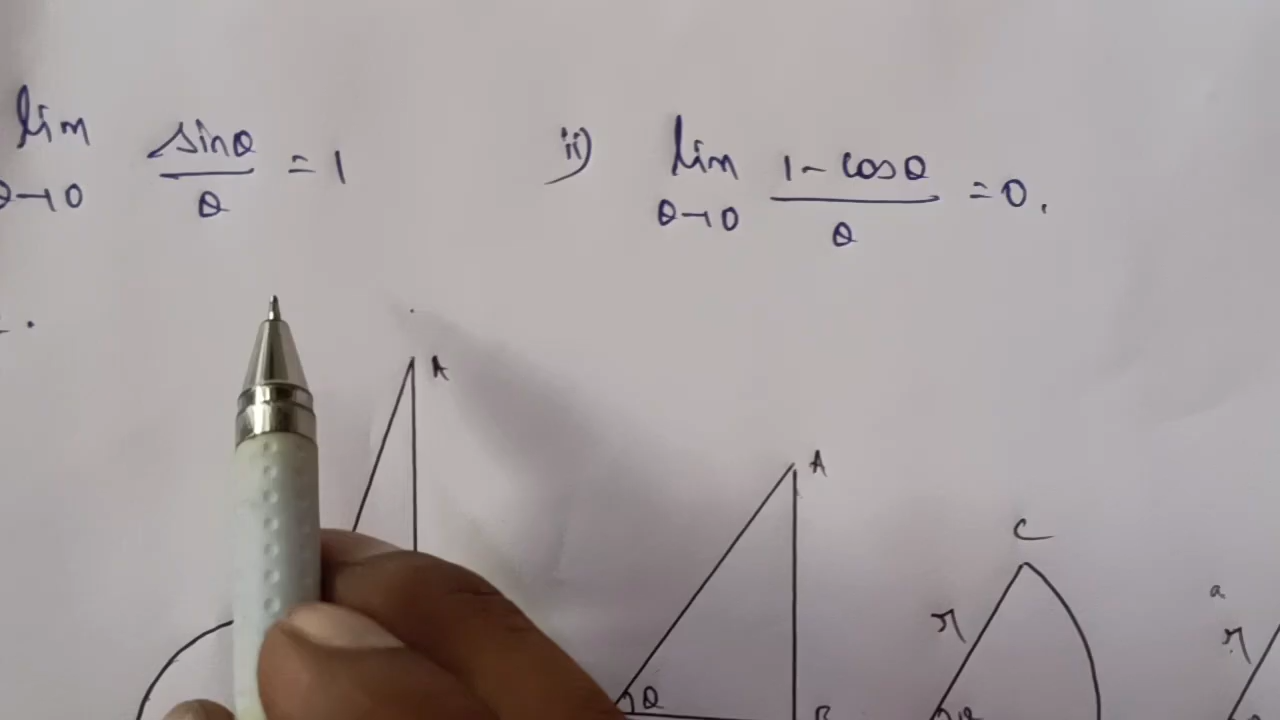 lim sinθ/θ = 1
θ→0
ii) lim 1 - cosθ/θ = 0.
θ→0
A
A
C
r
a
r
θ
B
θ